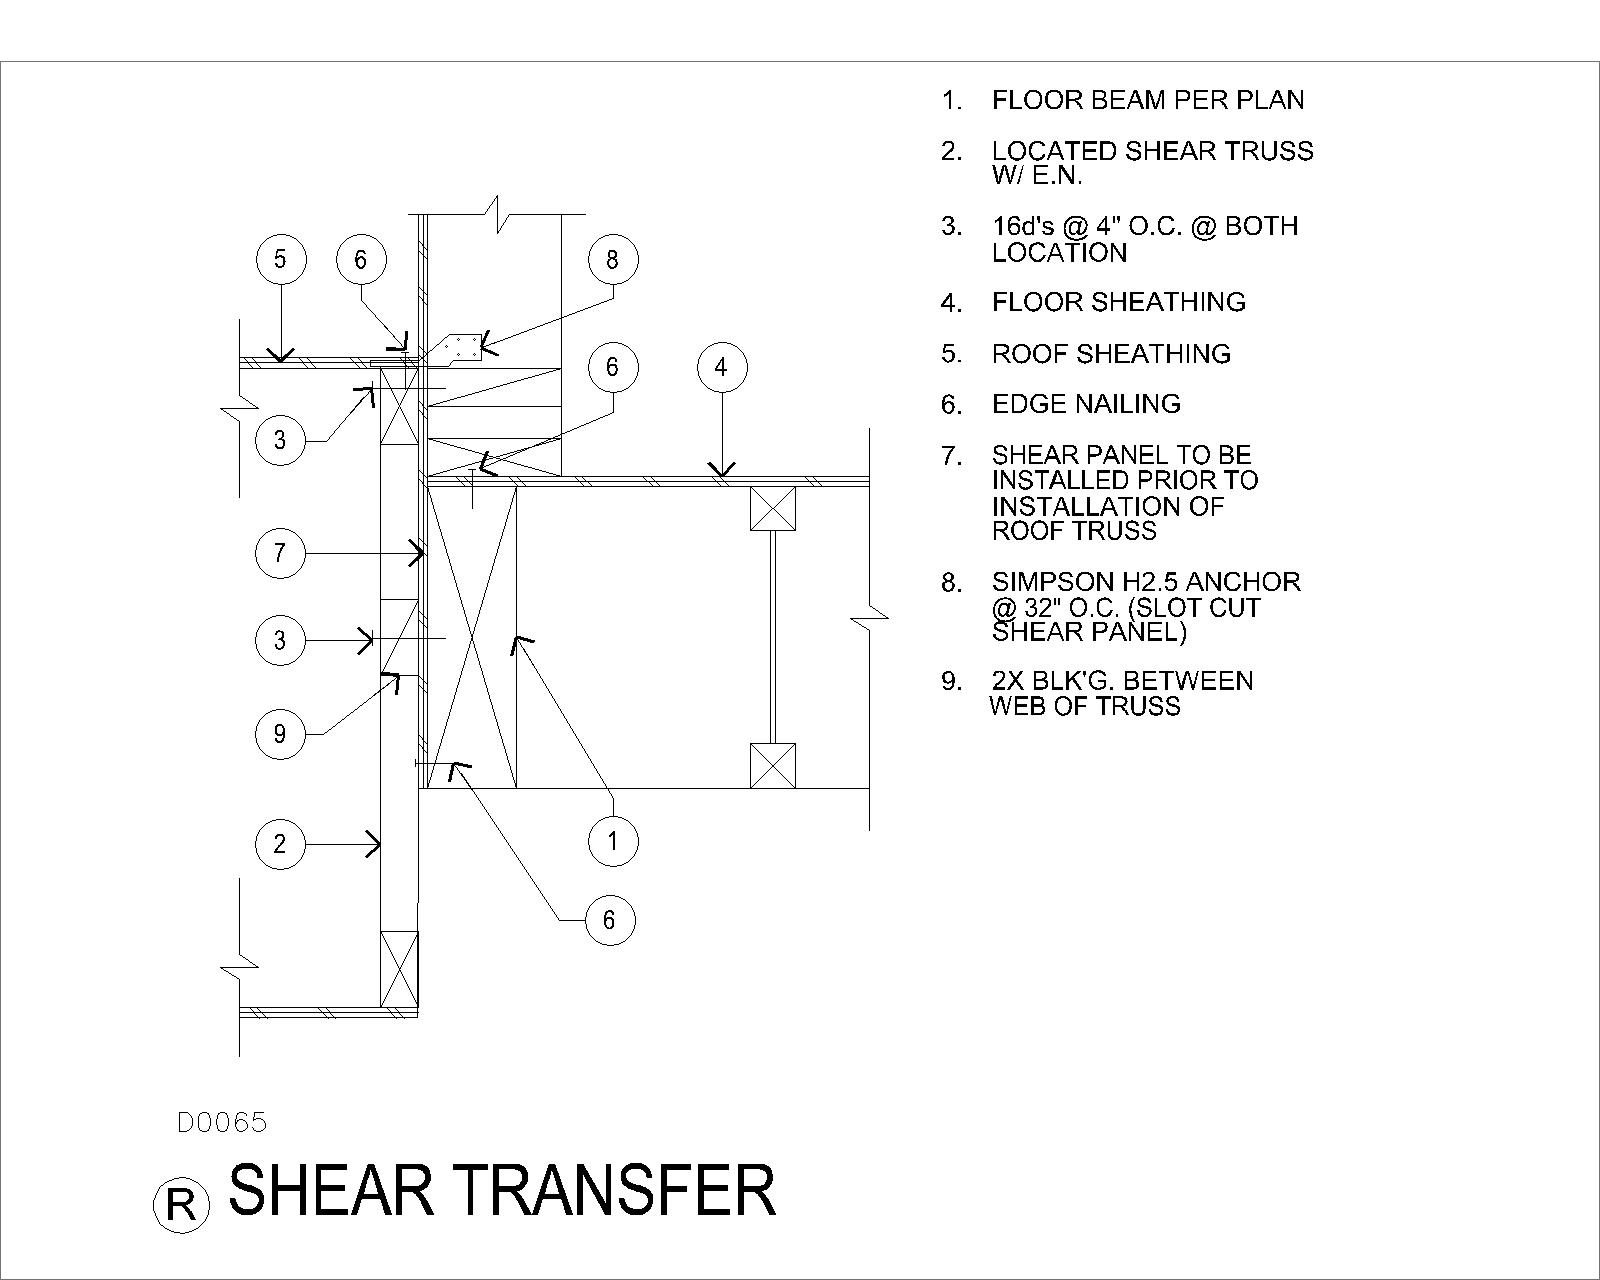 1. FLOOR BEAM PER PLAN
2. LOCATED SHEAR TRUSS
W/ E.N.
3. 16d's @ 4" O.C. @ BOTH
LOCATION
4. FLOOR SHEATHING
5. ROOF SHEATHING
6. EDGE NAILING
7. SHEAR PANEL TO BE
INSTALLED PRIOR TO
INSTALLATION OF
ROOF TRUSS
8. SIMPSON H2.5 ANCHOR
@ 32" O.C. (SLOT CUT
SHEAR PANEL)
9. 2X BLK'G. BETWEEN
WEB OF TRUSS
5
6
8
6
4
3
7
3
9
2
1
6
D0065
R SHEAR TRANSFER